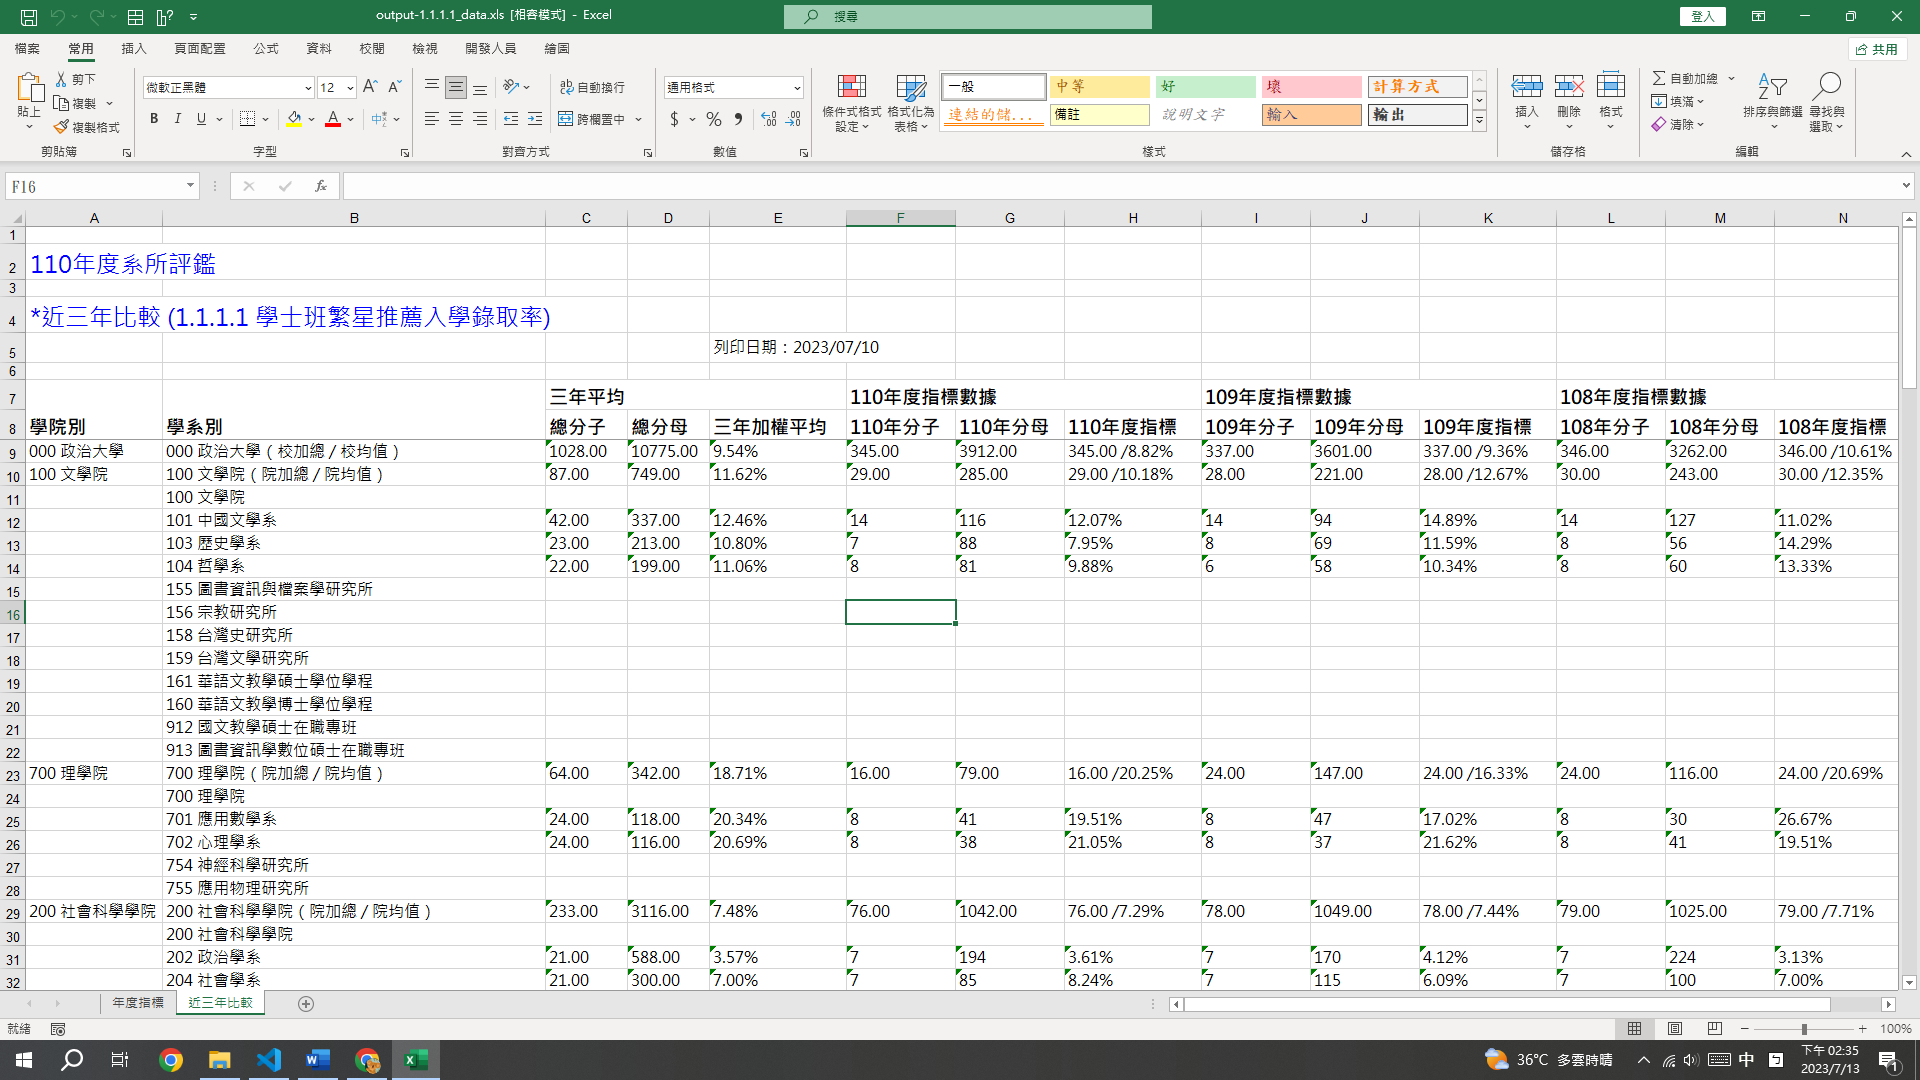 output-1.1.1.1_data.xls [相容模式] - Excel
搜尋
登入
檔案 常用 插入 頁面配置 公式 資料 校閱 檢視 開發人員 繪圖
共用
貼上 剪下 複製 複製格式 剪貼簿
微軟正黑體 12 B I U A 字型
自動換行 跨欄置中 對齊方式
通用格式 $ % 數值
條件式格式設定 格式化為表格
一般 中等 好 壞 計算方式
連結的儲... 備註 說明文字 輸入 輸出
樣式
插入 刪除 格式 儲存格
自動加總 填滿 清除 排序與篩選 尋找與選取 編輯
F16 fx
A B C D E F G H I J K L M N
1
2 110年度系所評鑑
3
4 *近三年比較 (1.1.1.1 學士班繁星推薦入學錄取率)
5 列印日期：2023/07/10
6
7 三年平均 110年度指標數據 109年度指標數據 108年度指標數據
8 學院別 學系別 總分子 總分母 三年加權平均 110年分子 110年分母 110年度指標 109年分子 109年分母 109年度指標 108年分子 108年分母 108年度指標
9 000 政治大學 000 政治大學 ( 校加總 / 校均值 ) 1028.00 10775.00 9.54% 345.00 3912.00 345.00 /8.82% 337.00 3601.00 337.00 /9.36% 346.00 3262.00 346.00 /10.61%
10 100 文學院 100 文學院 ( 院加總 / 院均值 ) 87.00 749.00 11.62% 29.00 285.00 29.00 /10.18% 28.00 221.00 28.00 /12.67% 30.00 243.00 30.00 /12.35%
11 100 文學院
12 101 中國文學系 42.00 337.00 12.46% 14 116 12.07% 14 94 14.89% 14 127 11.02%
13 103 歷史學系 23.00 213.00 10.80% 7 88 7.95% 8 69 11.59% 8 56 14.29%
14 104 哲學系 22.00 199.00 11.06% 8 81 9.88% 6 58 10.34% 8 60 13.33%
15 155 圖書資訊與檔案學研究所
16 156 宗教研究所
17 158 台灣史研究所
18 159 台灣文學研究所
19 161 華語文教學碩士學位學程
20 160 華語文教學博士學位學程
21 912 國文教學碩士在職專班
22 913 圖書資訊學數位碩士在職專班
23 700 理學院 700 理學院 ( 院加總 / 院均值 ) 64.00 342.00 18.71% 16.00 79.00 16.00 /20.25% 24.00 147.00 24.00 /16.33% 24.00 116.00 24.00 /20.69%
24 700 理學院
25 701 應用數學系 24.00 118.00 20.34% 8 41 19.51% 8 47 17.02% 8 30 26.67%
26 702 心理學系 24.00 116.00 20.69% 8 38 21.05% 8 37 21.62% 8 41 19.51%
27 754 神經科學研究所
28 755 應用物理研究所
29 200 社會科學學院 200 社會科學學院 ( 院加總 / 院均值 ) 233.00 3116.00 7.48% 76.00 1042.00 76.00 /7.29% 78.00 1049.00 78.00 /7.44% 79.00 1025.00 79.00 /7.71%
30 200 社會科學學院
31 202 政治學系 21.00 588.00 3.57% 7 194 3.61% 7 170 4.12% 7 224 3.13%
32 204 社會學系 21.00 300.00 7.00% 7 85 8.24% 7 115 6.09% 7 100 7.00%
年度指標 近三年比較
就緒
100%
36°C 多雲時晴 中 下午 02:35
2023/7/13 1